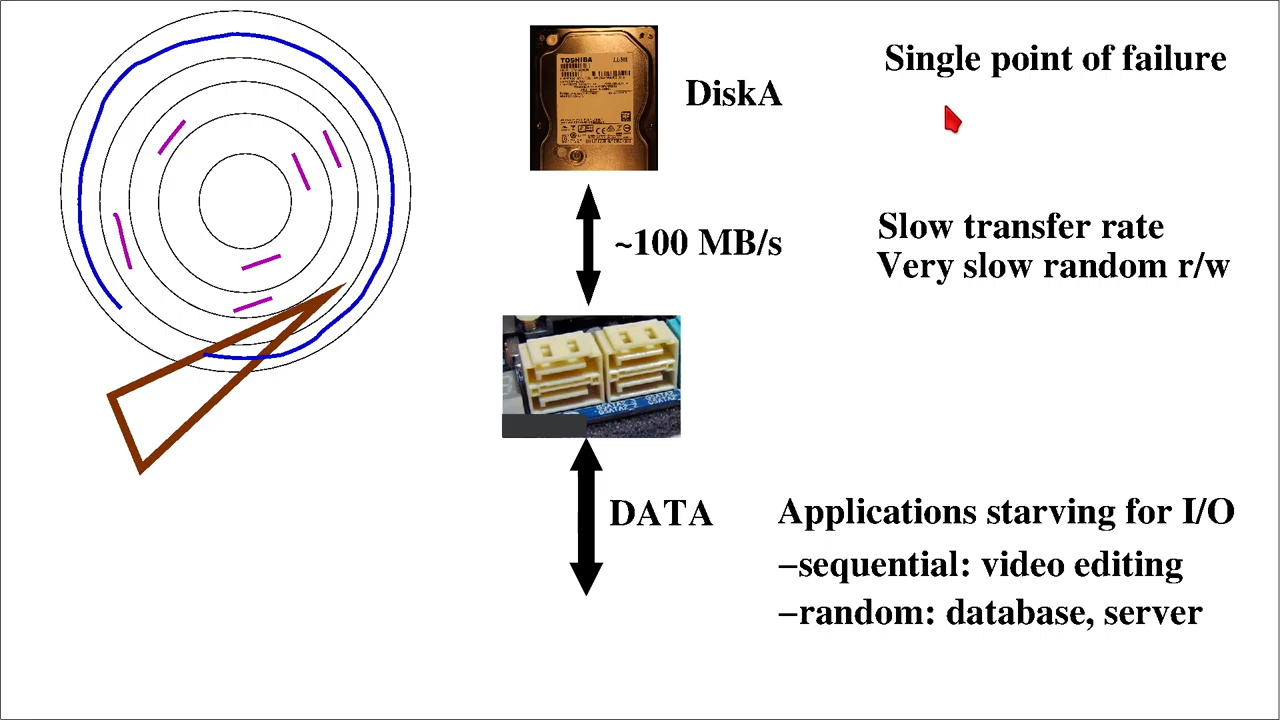 Single point of failure
TOSHIBA
DiskA
Slow transfer rate
~100 MB/s
Very slow random r/w
DATA
Applications starving for I/O
–sequential: video editing
–random: database, server